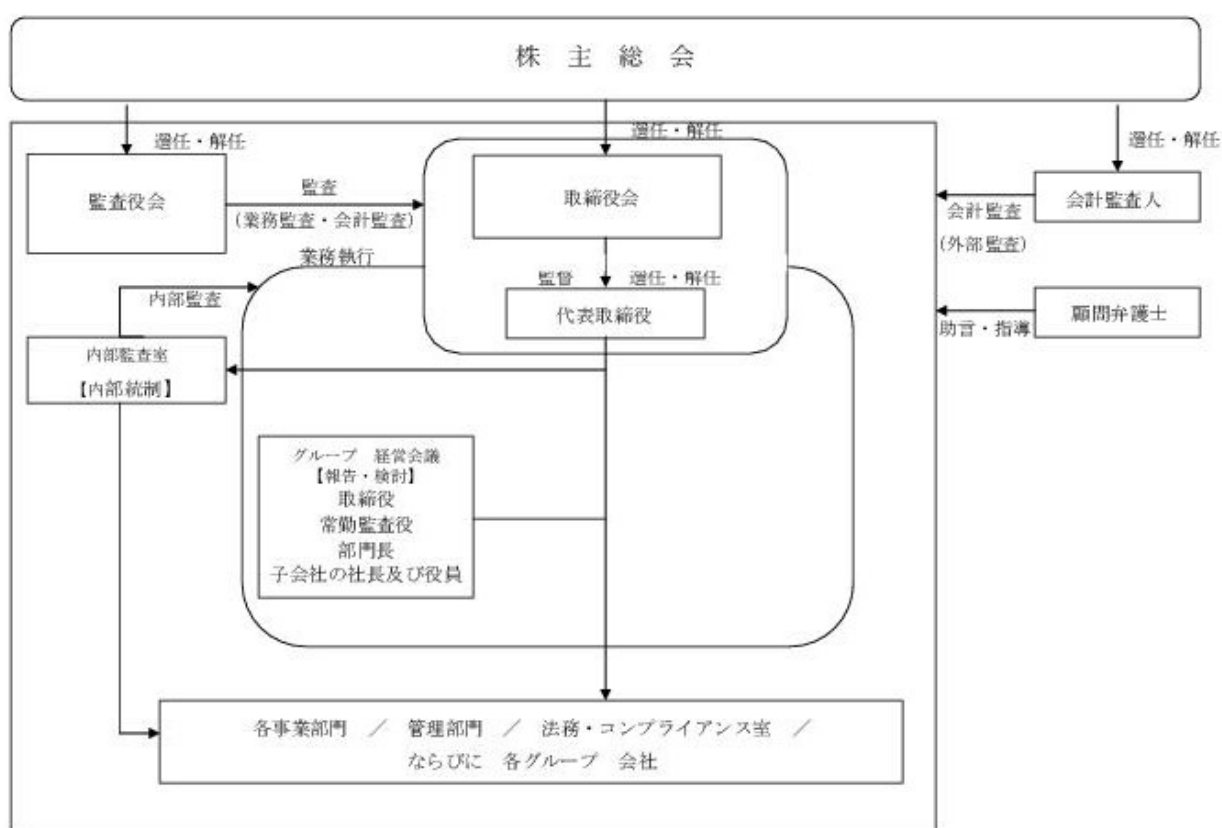 株 主 総 会
選任・解任
選任・解任
選任・解任
監査役会
監査
(業務監査・会計監査)
取締役会
会計監査人
会計監査
(外部監査)
業務執行
監督
選任・解任
内部監査
代表取締役
顧問弁護士
助言・指導
内部監査室
【内部統制】
グループ 経営会議
【報告・検討】
取締役
常勤監査役
部門長
子会社の社長及び役員
各事業部門 ／ 管理部門 ／ 法務・コンプライアンス室 ／
ならびに 各グループ 会社